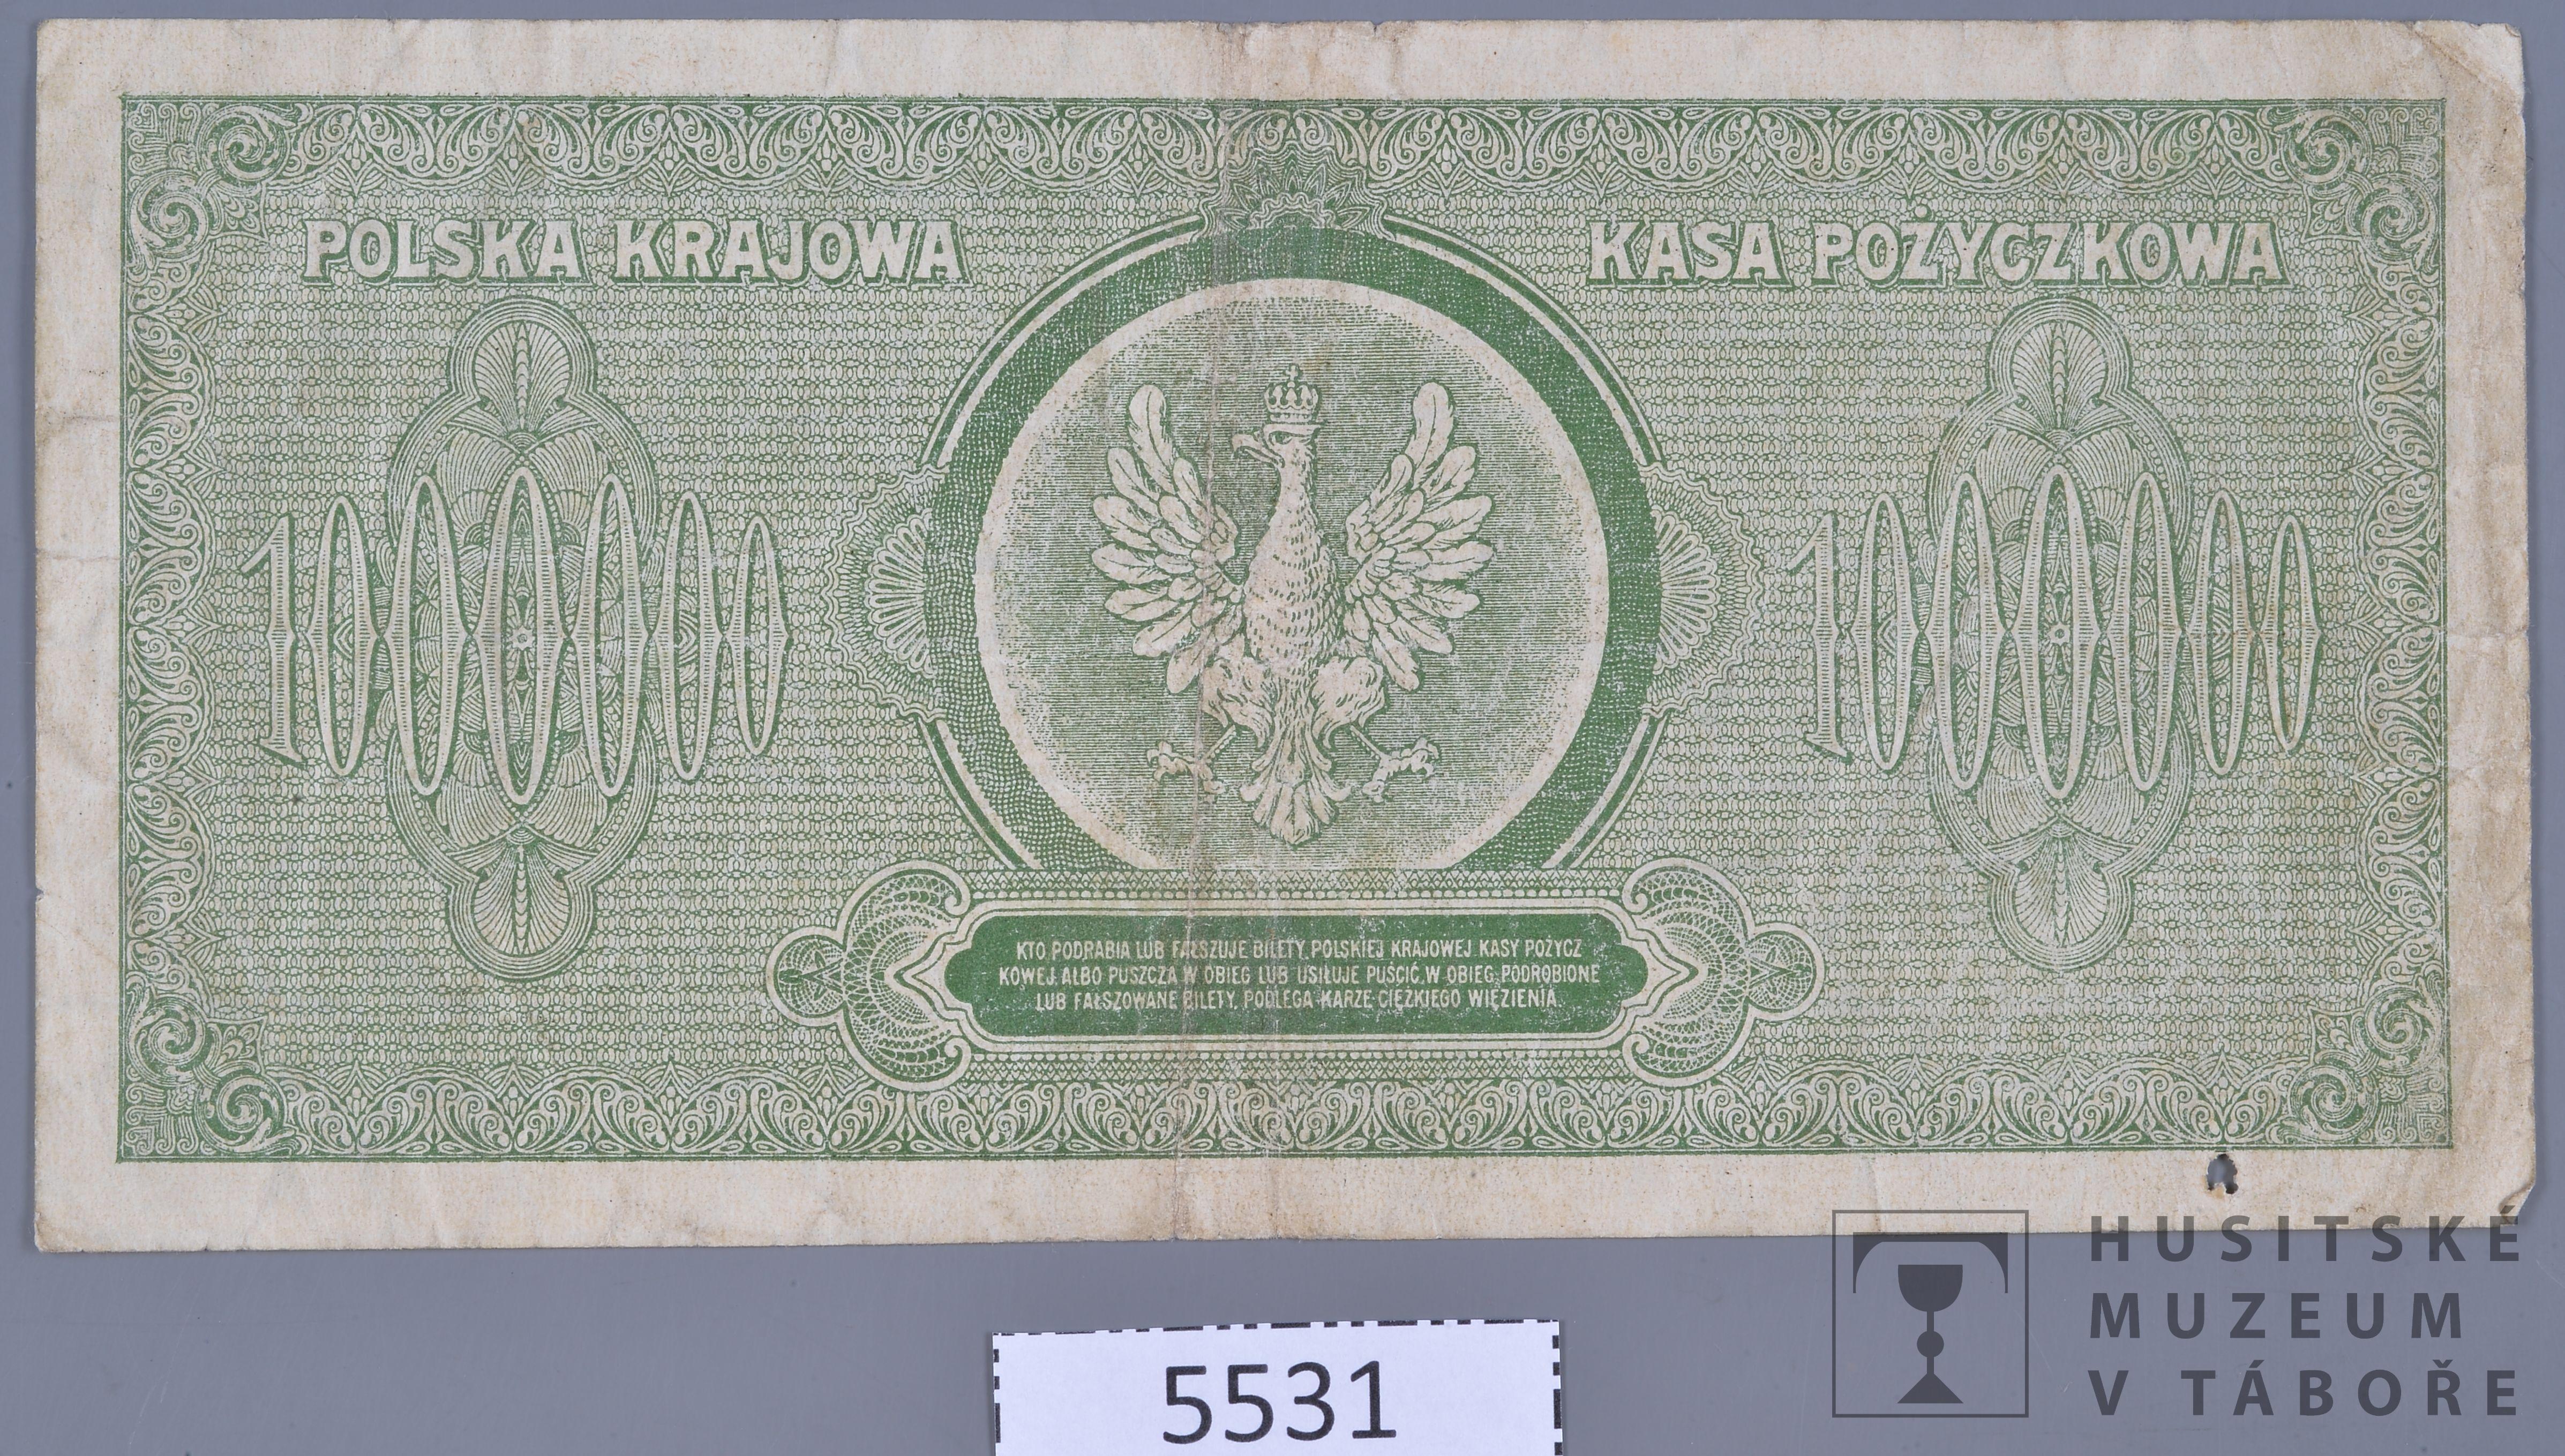 POLSKA KRAJOWA
KASA POŻYCZKOWA
1000000
1000000
KTO PODRABIA LUB FAŁSZUJE BILETY POLSKIEJ KRAJOWEJ KASY POŻYCZ
KOWEJ ALBO PUSZCZA W OBIEG LUB USIŁUJE PUŚCIĆ W OBIEG PODROBIONE
LUB FAŁSZOWANE BILETY, PODLEGA KARZE CIĘŻKIEGO WIĘZIENIA.
HUSITSKÉ
MUZEUM
V TÁBOŘE
5531